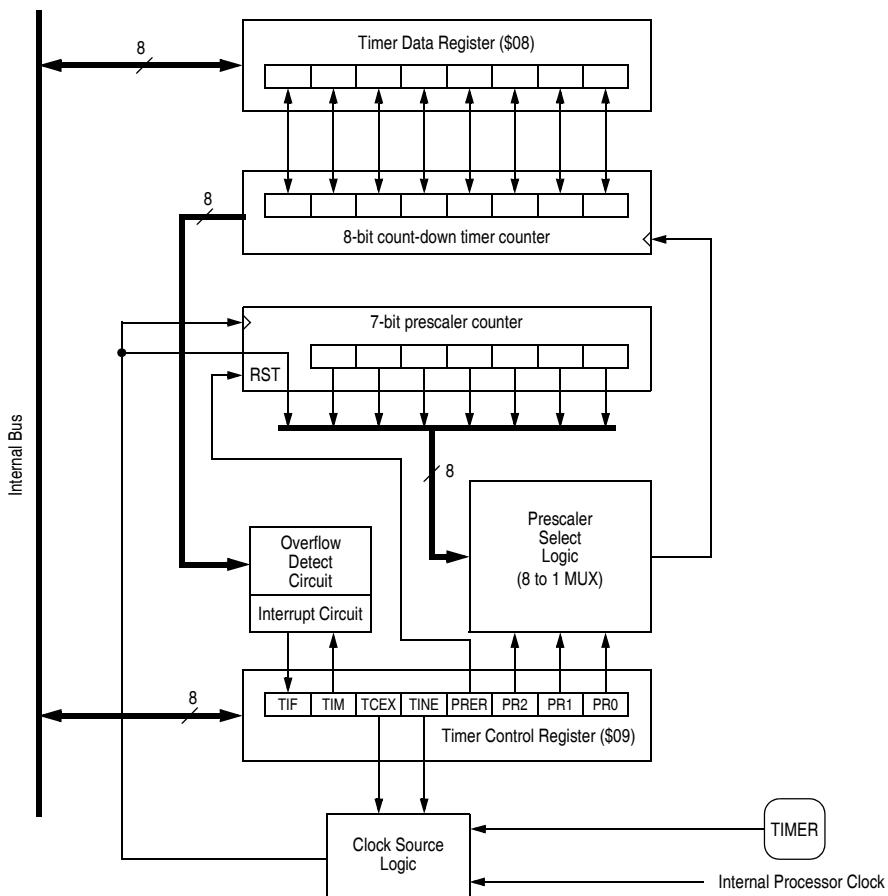 8
Timer Data Register ($08)
8
8-bit count-down timer counter
7-bit prescaler counter
RST
Internal Bus
8
Prescaler
Select
Logic
(8 to 1 MUX)
Overflow
Detect
Circuit
Interrupt Circuit
8
TIF TIM TCEX TINE PRER PR2 PR1 PR0
Timer Control Register ($09)
Clock Source
Logic
TIMER
Internal Processor Clock